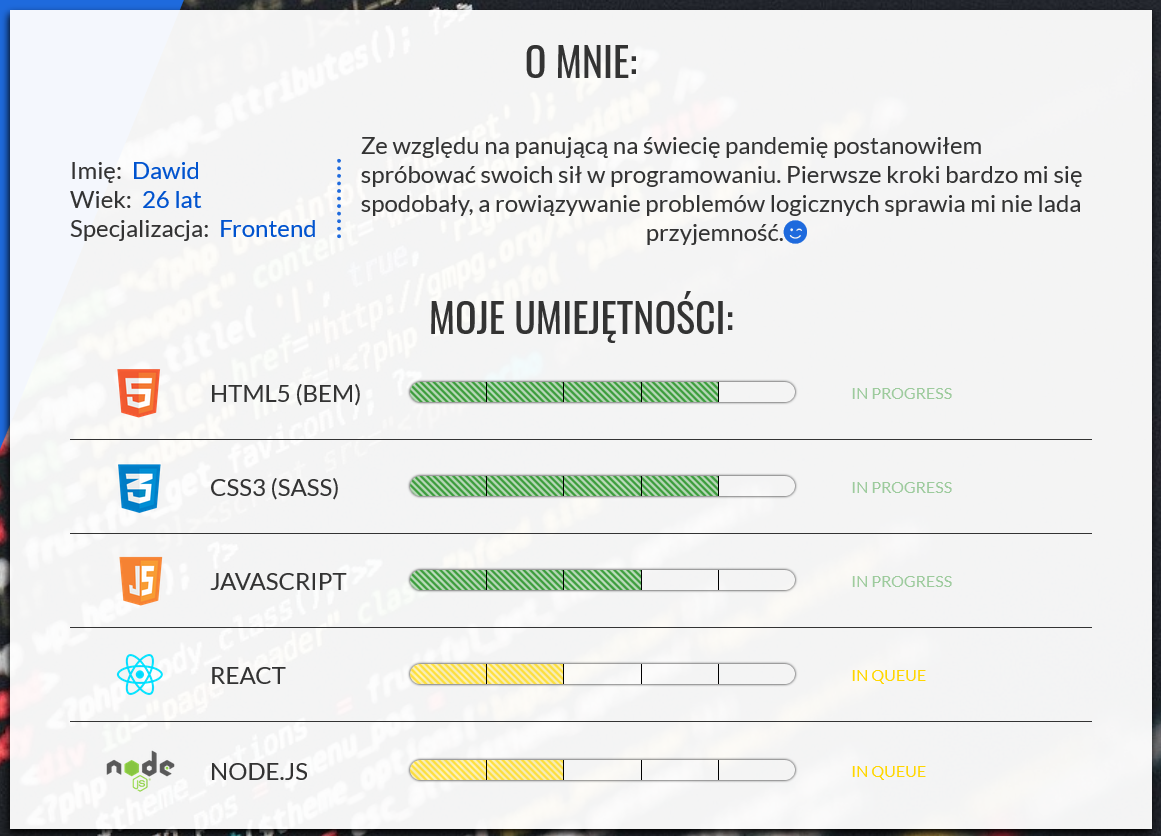 O MNIE:
Imię: Dawid
Wiek: 26 lat
Specjalizacja: Frontend
Ze względu na panującą na świecię pandemię postanowiłem
spróbować swoich sił w programowaniu. Pierwsze kroki bardzo mi się
spodobały, a rowiązywanie problemów logicznych sprawia mi nie lada
przyjemność.
MOJE UMIEJĘTNOŚCI:
HTML5 (BEM) IN PROGRESS
CSS3 (SASS) IN PROGRESS
JS JAVASCRIPT IN PROGRESS
REACT IN QUEUE
node JS NODE.JS IN QUEUE